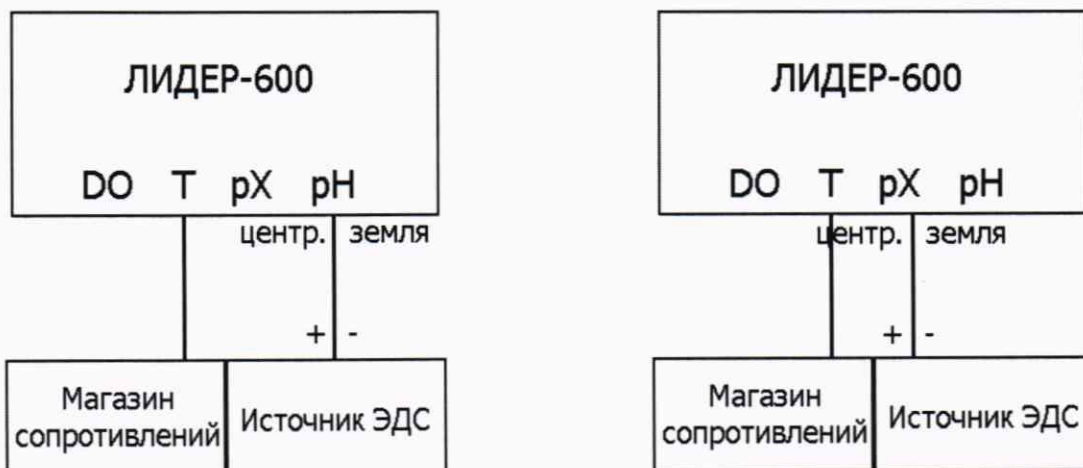 ЛИДЕР-600
DO T pX pH
центр. земля
+ -
Магазин
сопротивлений
Источник ЭДС
ЛИДЕР-600
DO T pX pH
центр. земля
+ -
Магазин
сопротивлений
Источник ЭДС